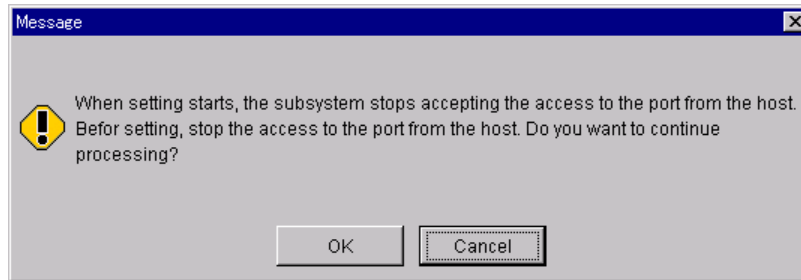 Message
When setting starts, the subsystem stops accepting the access to the port from the host.
Befor setting, stop the access to the port from the host. Do you want to continue
processing?
OK
Cancel